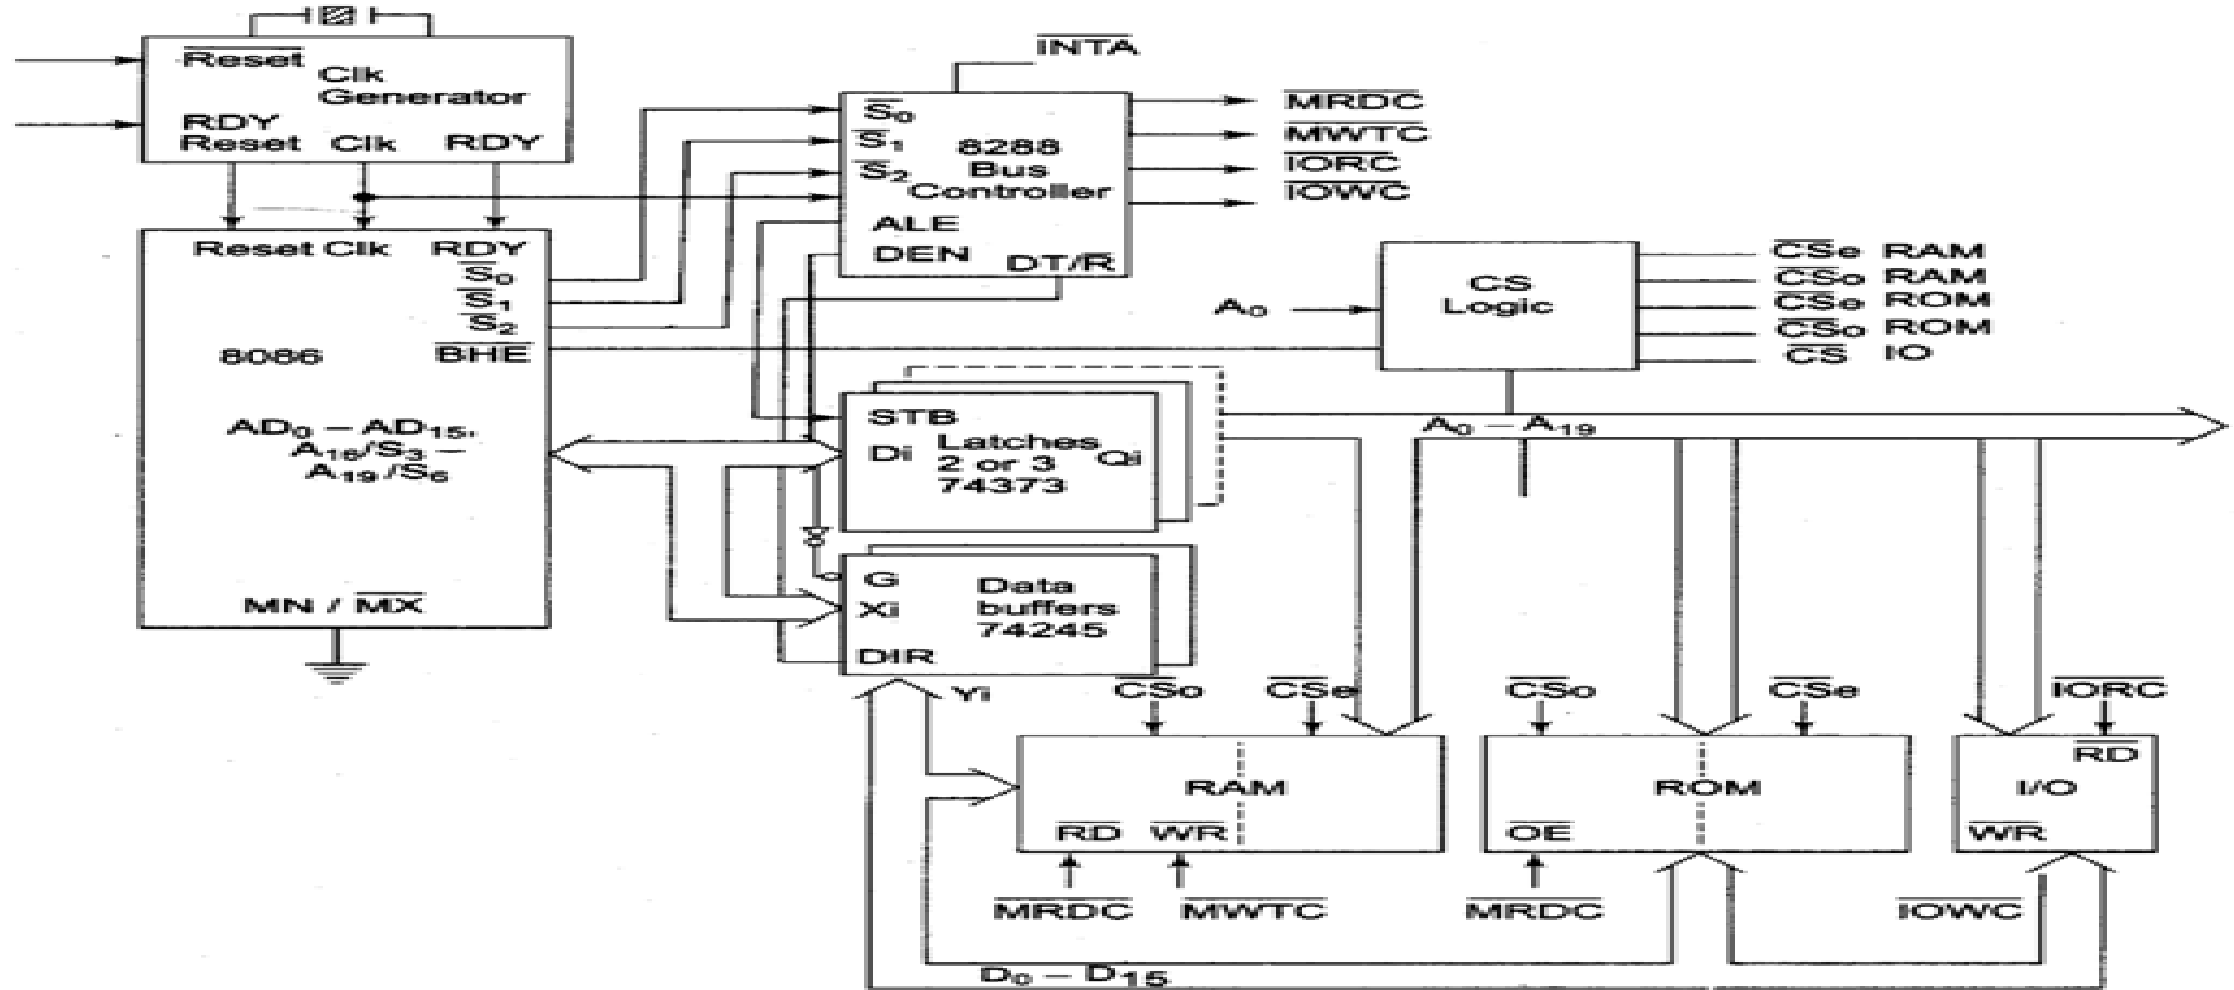 Reset
Clk
Generator
RDY
Reset Clk RDY
INTA
S0
S1
S2
8288
Bus
Controller
ALE
DEN
DT/R
MRDC
MWTC
IORC
IOWC
Reset Clk RDY
S0
S1
S2
8086
BHE
AD0 – AD15,
A16/S3 –
A19/S6
MN / MX
A0
CS
Logic
CSe RAM
CSo RAM
CSe ROM
CSo ROM
CS IO
STB
Di
Latches
2 or 3
74373
Qi
A0 – A19
G
Xi
DIR
Data
buffers
74245
Yi
CSo
CSe
CSo
CSe
IORC
RAM
RD WR
ROM
OE
RD
I/O
WR
MRDC
MWTC
MRDC
IOWC
D0 – D15